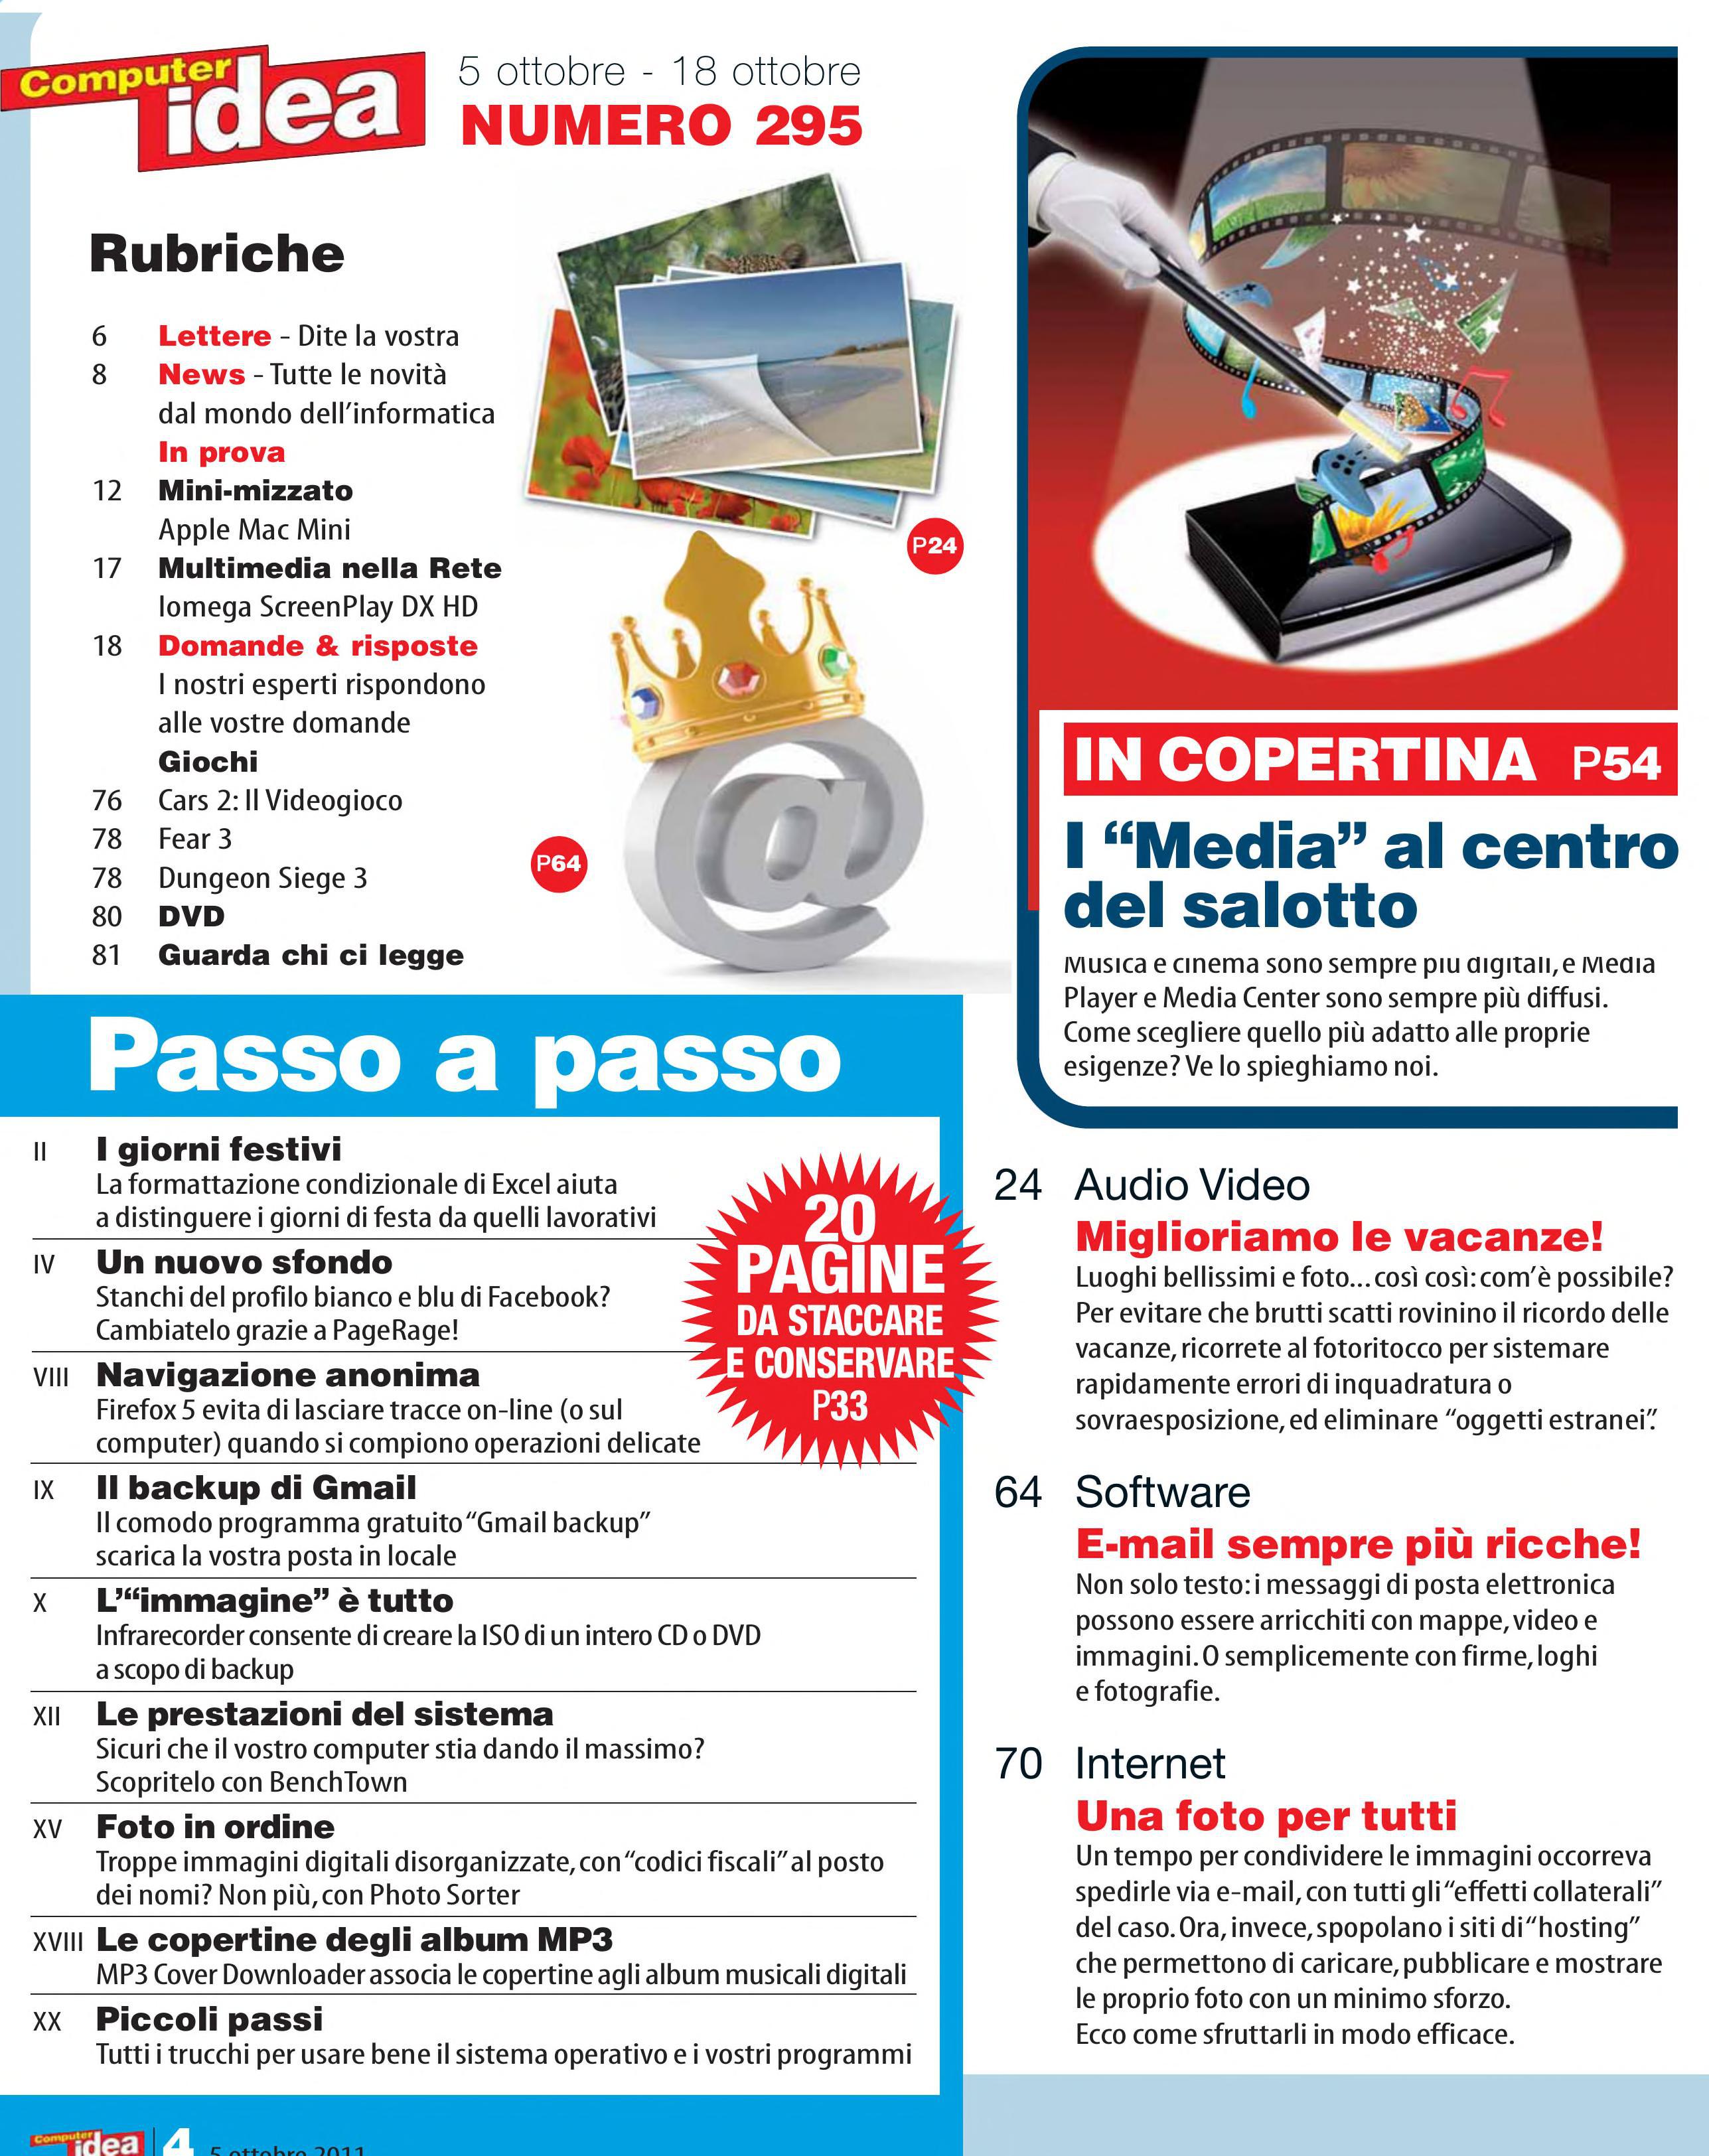 Computer
idea
5 ottobre - 18 ottobre
NUMERO 295
Rubriche
6 Lettere - Dite la vostra
8 News - Tutte le novità
dal mondo dell'informatica
In prova
12 Mini-mizzato
Apple Mac Mini
17 Multimedia nella Rete
Iomega ScreenPlay DX HD
18 Domande & risposte
I nostri esperti rispondono
alle vostre domande
Giochi
76 Cars 2: Il Videogioco
78 Fear 3
78 Dungeon Siege 3
80 DVD
81 Guarda chi ci legge
P24
@
P64
IN COPERTINA P54
I “Media” al centro
del salotto
Musica e cinema sono sempre più digitali, e Media
Player e Media Center sono sempre più diffusi.
Come scegliere quello più adatto alle proprie
esigenze? Ve lo spieghiamo noi.
Passo a passo
II I giorni festivi
La formattazione condizionale di Excel aiuta
a distinguere i giorni di festa da quelli lavorativi
IV Un nuovo sfondo
Stanchi del profilo bianco e blu di Facebook?
Cambiatelo grazie a PageRage!
VIII Navigazione anonima
Firefox 5 evita di lasciare tracce on-line (o sul
computer) quando si compiono operazioni delicate
IX Il backup di Gmail
Il comodo programma gratuito “Gmail backup”
scarica la vostra posta in locale
X L'“immagine” è tutto
Infrarecorder consente di creare la ISO di un intero CD o DVD
a scopo di backup
XII Le prestazioni del sistema
Sicuri che il vostro computer stia dando il massimo?
Scopritelo con BenchTown
XV Foto in ordine
Troppe immagini digitali disorganizzate, con “codici fiscali” al posto
dei nomi? Non più, con Photo Sorter
XVIII Le copertine degli album MP3
MP3 Cover Downloader associa le copertine agli album musicali digitali
XX Piccoli passi
Tutti i trucchi per usare bene il sistema operativo e i vostri programmi
20
PAGINE
DA STACCARE
E CONSERVARE
P33
24 Audio Video
Miglioriamo le vacanze!
Luoghi bellissimi e foto... così così: com'è possibile?
Per evitare che brutti scatti rovinino il ricordo delle
vacanze, ricorrete al fotoritocco per sistemare
rapidamente errori di inquadratura o
sovraesposizione, ed eliminare “oggetti estranei”.
64 Software
E-mail sempre più ricche!
Non solo testo: i messaggi di posta elettronica
possono essere arricchiti con mappe, video e
immagini. O semplicemente con firme, loghi
e fotografie.
70 Internet
Una foto per tutti
Un tempo per condividere le immagini occorreva
spedirle via e-mail, con tutti gli “effetti collaterali”
del caso. Ora, invece, spopolano i siti di “hosting”
che permettono di caricare, pubblicare e mostrare
le proprio foto con un minimo sforzo.
Ecco come sfruttarli in modo efficace.
Computer
idea
4 5 ottobre 2011